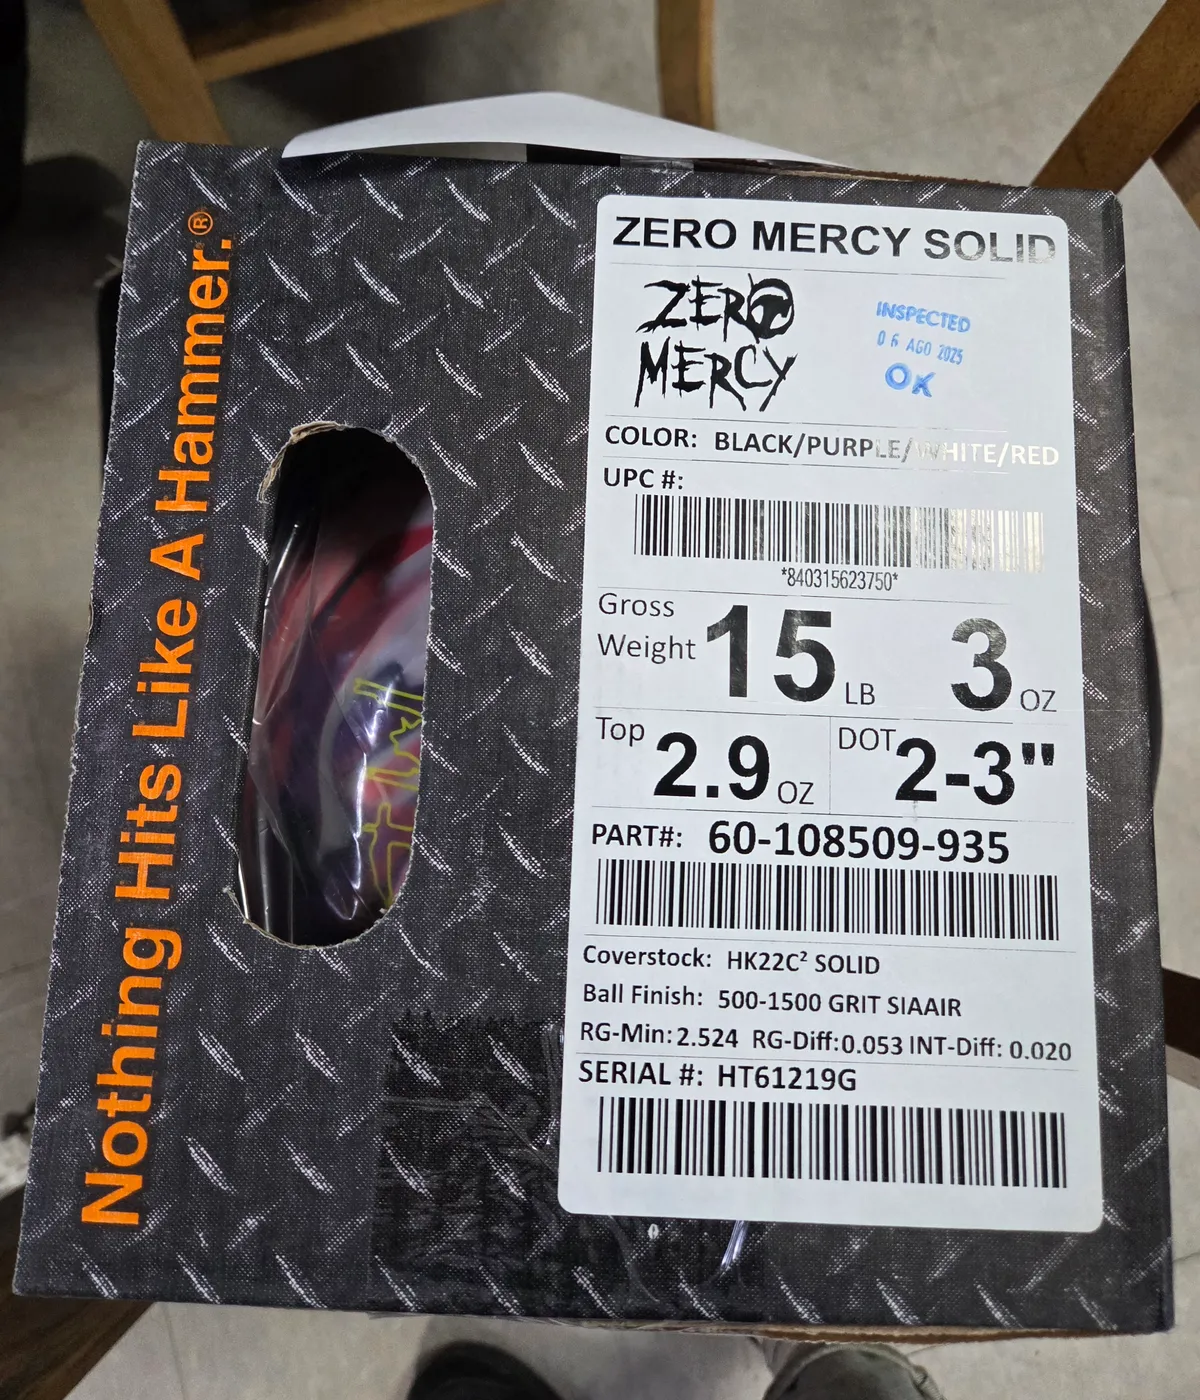 Nothing Hits Like A Hammer.®
ZERO MERCY SOLID
ZERO
MERCY
INSPECTED
06 AGO 2025
OK
COLOR: BLACK/PURPLE/WHITE/RED
UPC #:
*840315623750*
Gross
Weight 15 LB 3 OZ
Top 2.9 OZ DOT 2-3"
PART#: 60-108509-935
Coverstock: HK22C² SOLID
Ball Finish: 500-1500 GRIT SIAAIR
RG-Min: 2.524 RG-Diff:0.053 INT-Diff: 0.020
SERIAL #: HT61219G